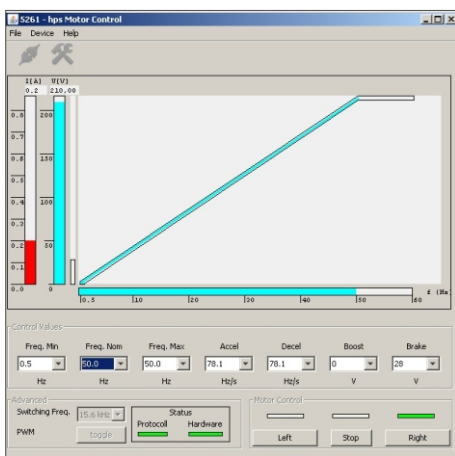 5261 - hps Motor Control
File Device Help
I[A] U[V]
0.2 210.00
0.8 200
0.7
0.6 150
0.5
0.4 100
0.3
0.2 50
0.1
0.0 0
f [Hz]
0.5 10 20 30 40 50 60
Control Values
Freq. Min Freq. Nom Freq. Max Accel Decel Boost Brake
0.5 50.0 50.0 78.1 78.1 0 28
Hz Hz Hz Hz/s Hz/s V V
Advanced Motor Control
Switching Freq. 15.6 kHz Status
Protocoll Hardware
PWM toggle Left Stop Right